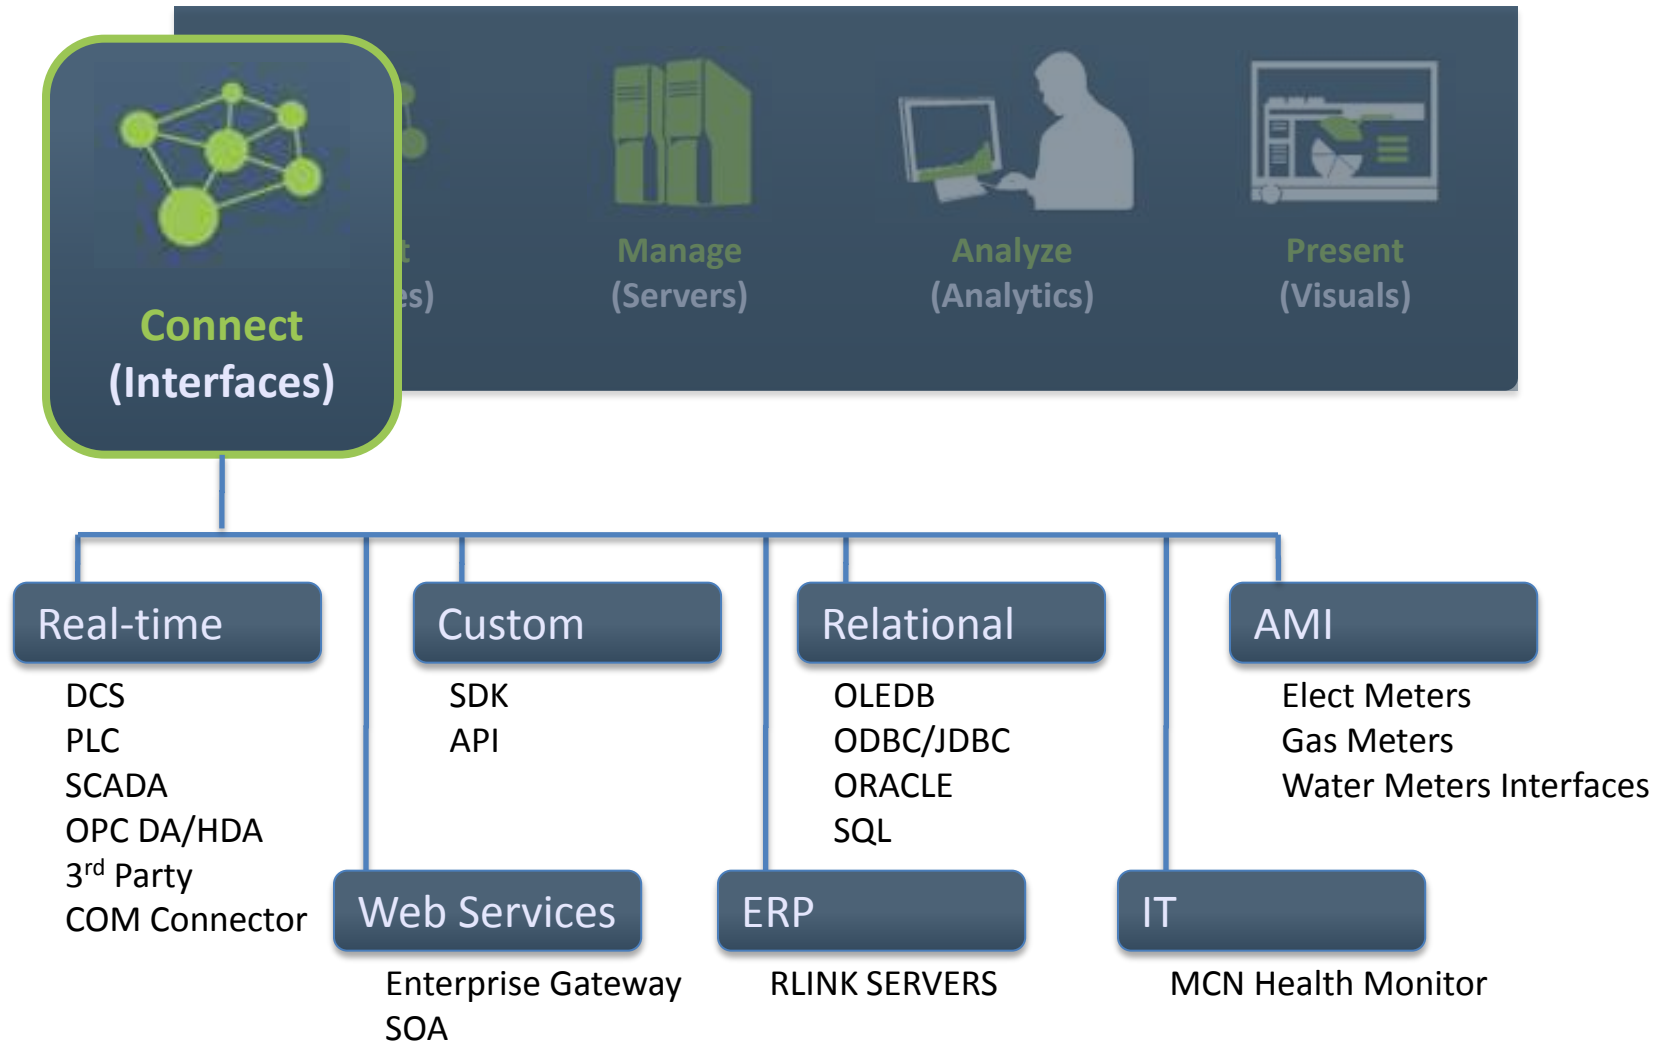 Connect
(Interfaces)
t
es)
Manage
(Servers)
Analyze
(Analytics)
Present
(Visuals)
Real-time
DCS
PLC
SCADA
OPC DA/HDA
3rd Party
COM Connector
Web Services
Enterprise Gateway
SOA
Custom
SDK
API
ERP
RLINK SERVERS
Relational
OLEDB
ODBC/JDBC
ORACLE
SQL
IT
MCN Health Monitor
AMI
Elect Meters
Gas Meters
Water Meters Interfaces